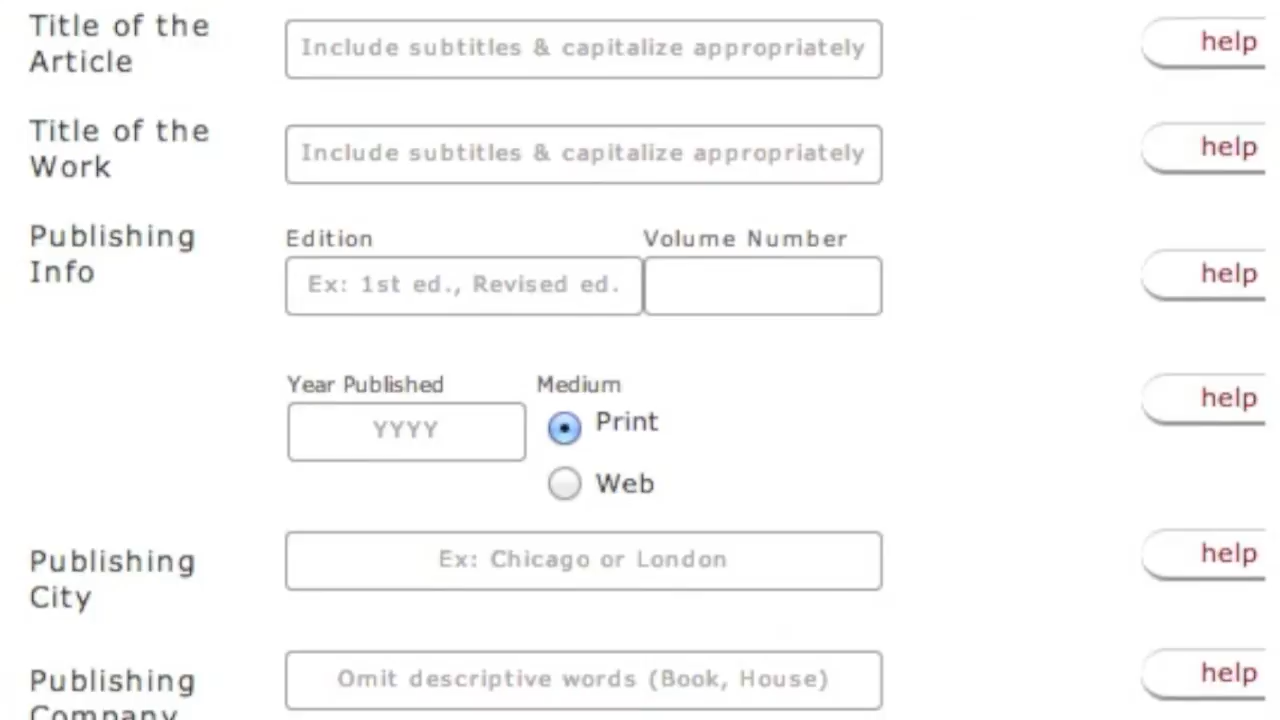 Title of the
Article
Include subtitles & capitalize appropriately
help
Title of the
Work
Include subtitles & capitalize appropriately
help
Publishing
Info
Edition
Volume Number
Ex: 1st ed., Revised ed.
help
Year Published
Medium
YYYY
Print
help
Web
Publishing
City
Ex: Chicago or London
help
Publishing
Company
Omit descriptive words (Book, House)
help